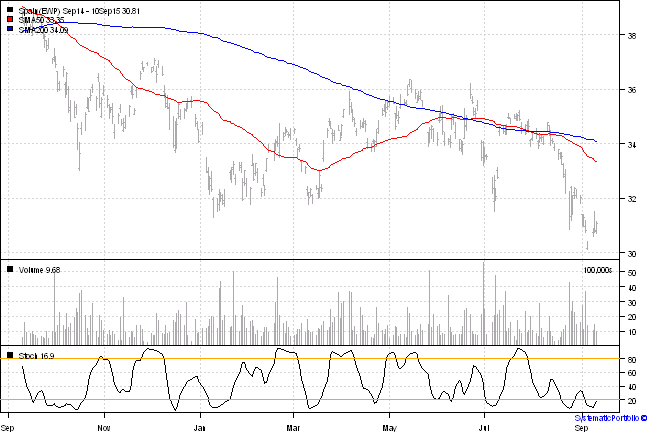 Spain(EWP) Sep14 - 10Sep15 30.81
SMA50 33.35
SMA200 34.09
38
36
34
32
30
Volume 9.68
100,000s
50
40
30
20
10
Stoch 16.9
80
60
40
20
Sep Nov Jan Mar May Jul Sep
SystematicPortfolio ©